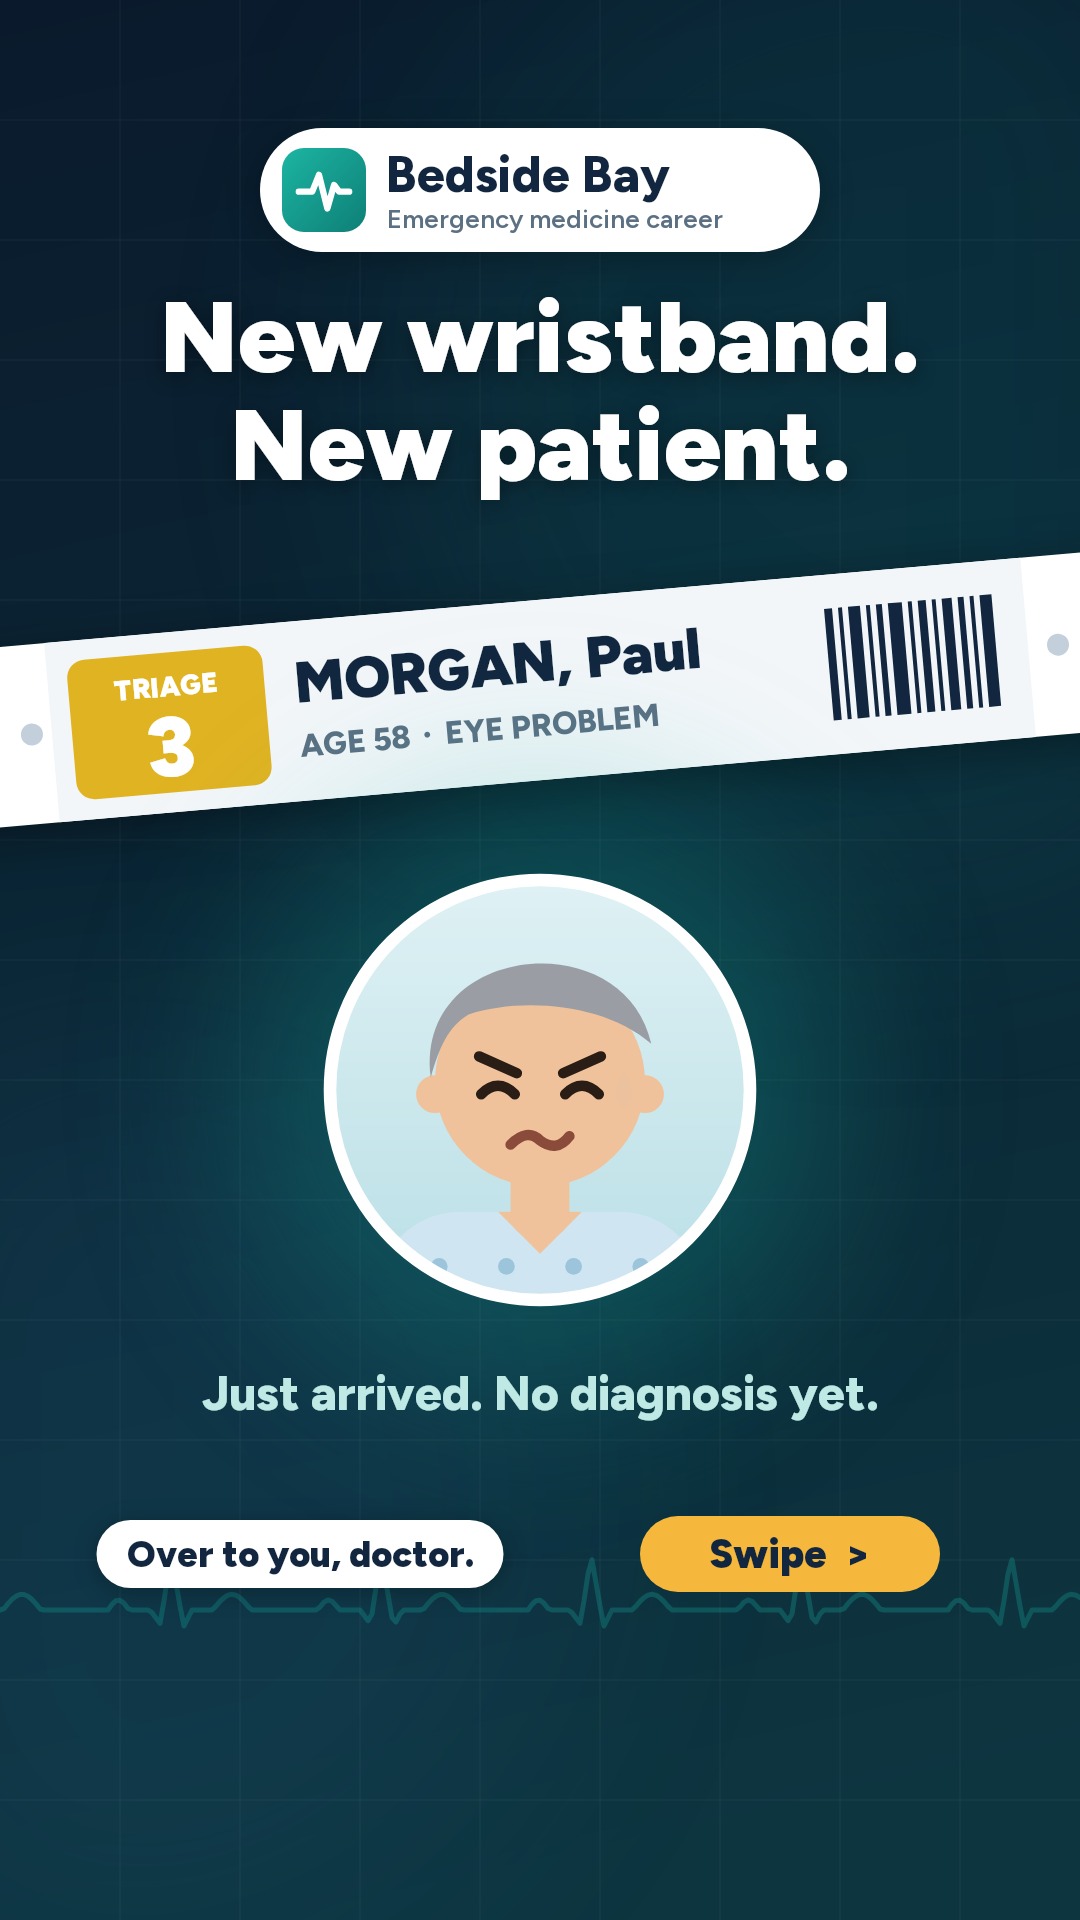 Bedside Bay
Emergency medicine career
New wristband.
New patient.
TRIAGE
3
MORGAN, Paul
AGE 58 · EYE PROBLEM
Just arrived. No diagnosis yet.
Over to you, doctor.
Swipe >